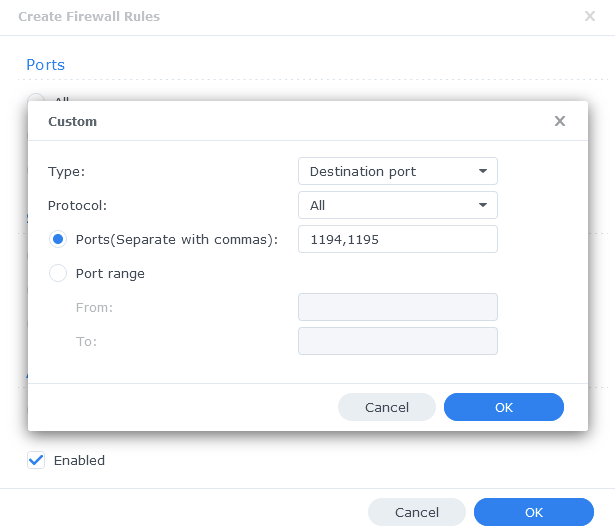 Create Firewall Rules
Ports
Custom
Type:
Destination port
Protocol:
All
Ports(Separate with commas):
1194,1195
Port range
From:
To:
Cancel
OK
Enabled
Cancel
OK